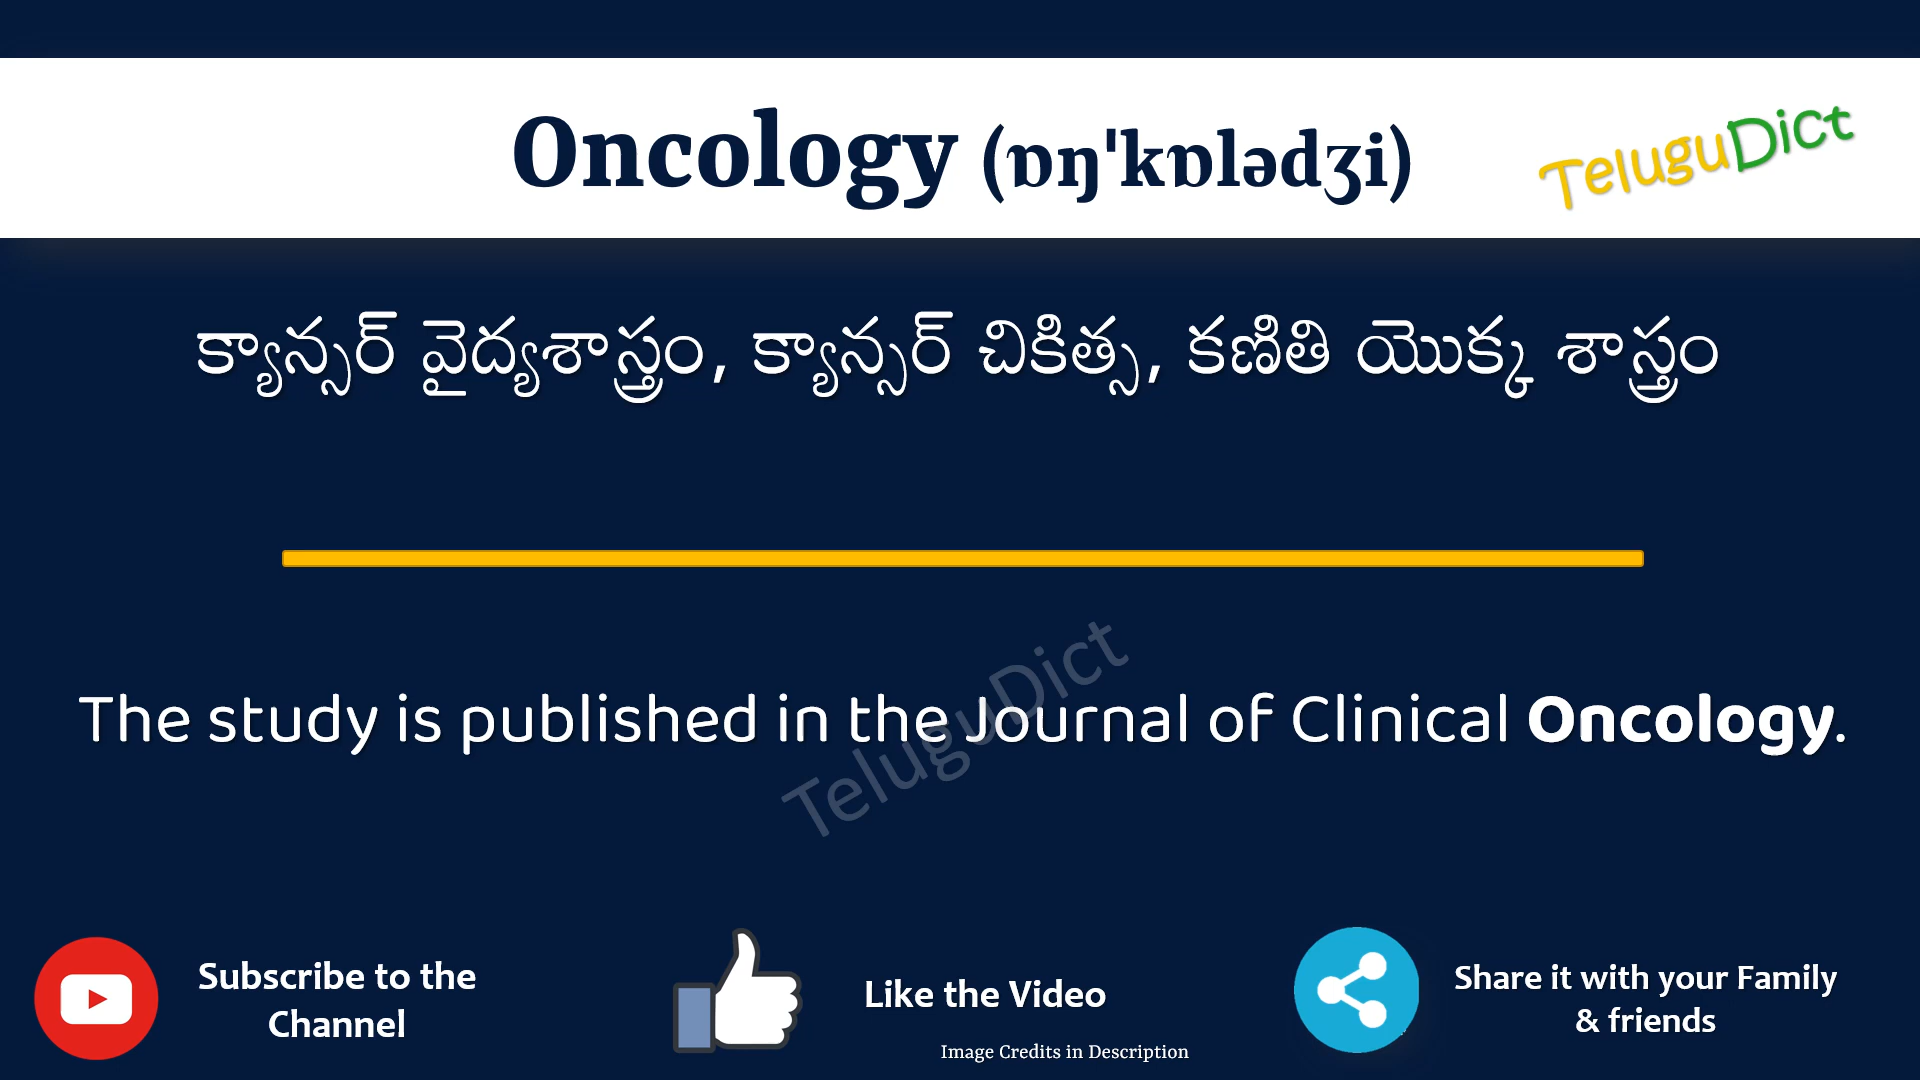 Oncology (ɒŋ'kɒlədʒi)
TeluguDict
క్యాన్సర్ వైద్యశాస్త్రం, క్యాన్సర్ చికిత్స, కణితి యొక్క శాస్త్రం
The study is published in the Journal of Clinical Oncology.
TeluguDict
Subscribe to the
Channel
Like the Video
Share it with your Family
& friends
Image Credits in Description